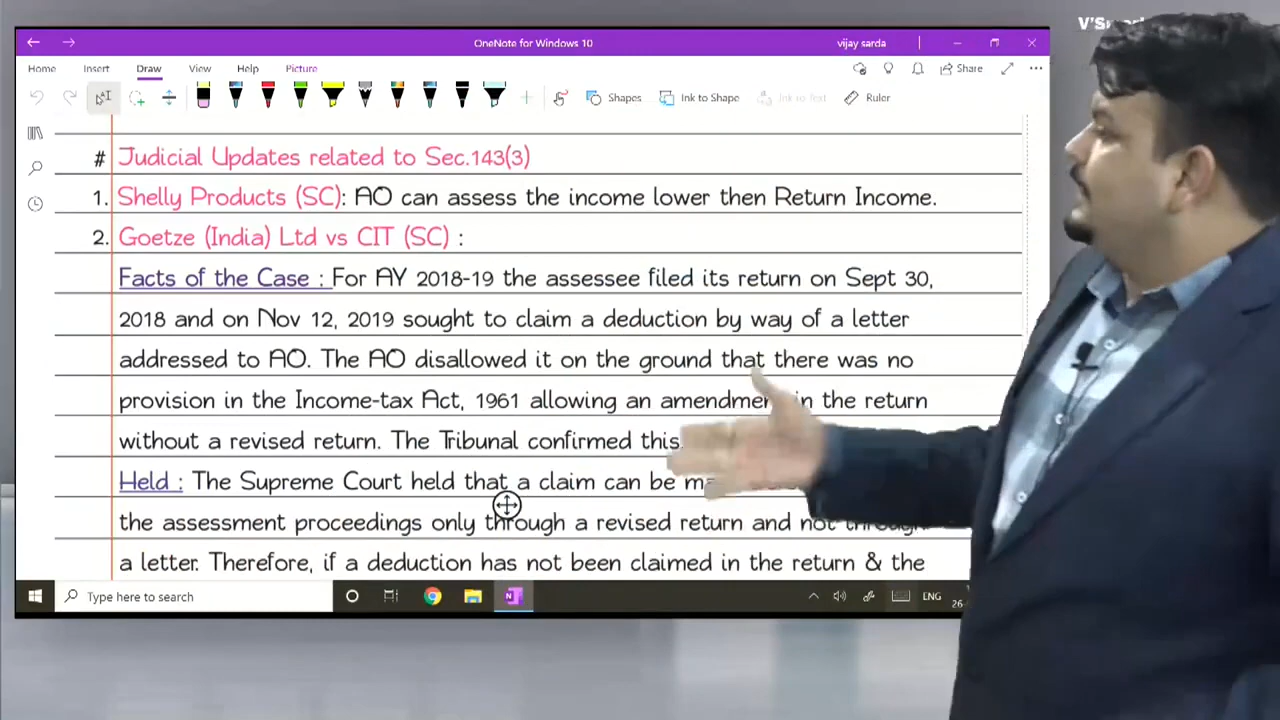 V'Smart
OneNote for Windows 10
vijay sarda
Home Insert Draw View Help Picture
Share
Shapes Ink to Shape Ink to Text Ruler
# Judicial Updates related to Sec.143(3)
1. Shelly Products (SC): AO can assess the income lower then Return Income.
2. Goetze (India) Ltd vs CIT (SC) :
Facts of the Case : For AY 2018-19 the assessee filed its return on Sept 30,
2018 and on Nov 12, 2019 sought to claim a deduction by way of a letter
addressed to AO. The AO disallowed it on the ground that there was no
provision in the Income-tax Act, 1961 allowing an amendment in the return
without a revised return. The Tribunal confirmed this.
Held : The Supreme Court held that a claim can be
the assessment proceedings only through a revised return and not through
a letter. Therefore, if a deduction has not been claimed in the return & the
Type here to search
ENG
26